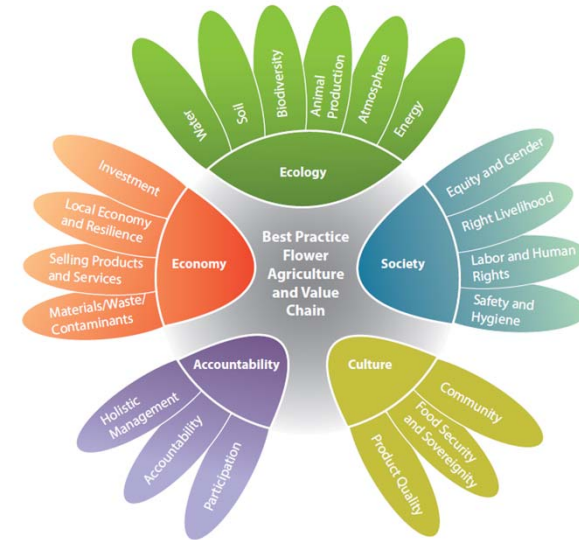 Water
Soil
Biodiversity
Animal
Production
Atmosphere
Energy
Ecology
Investment
Local Economy
and Resilience
Selling Products
and Services
Materials/Waste/
Contaminants
Economy
Best Practice
Flower
Agriculture
and Value
Chain
Society
Equity and Gender
Right Livelihood
Labor and Human
Rights
Safety and
Hygiene
Accountability
Holistic
Management
Accountability
Participation
Culture
Community
Food Security
and Sovereignity
Product Quality